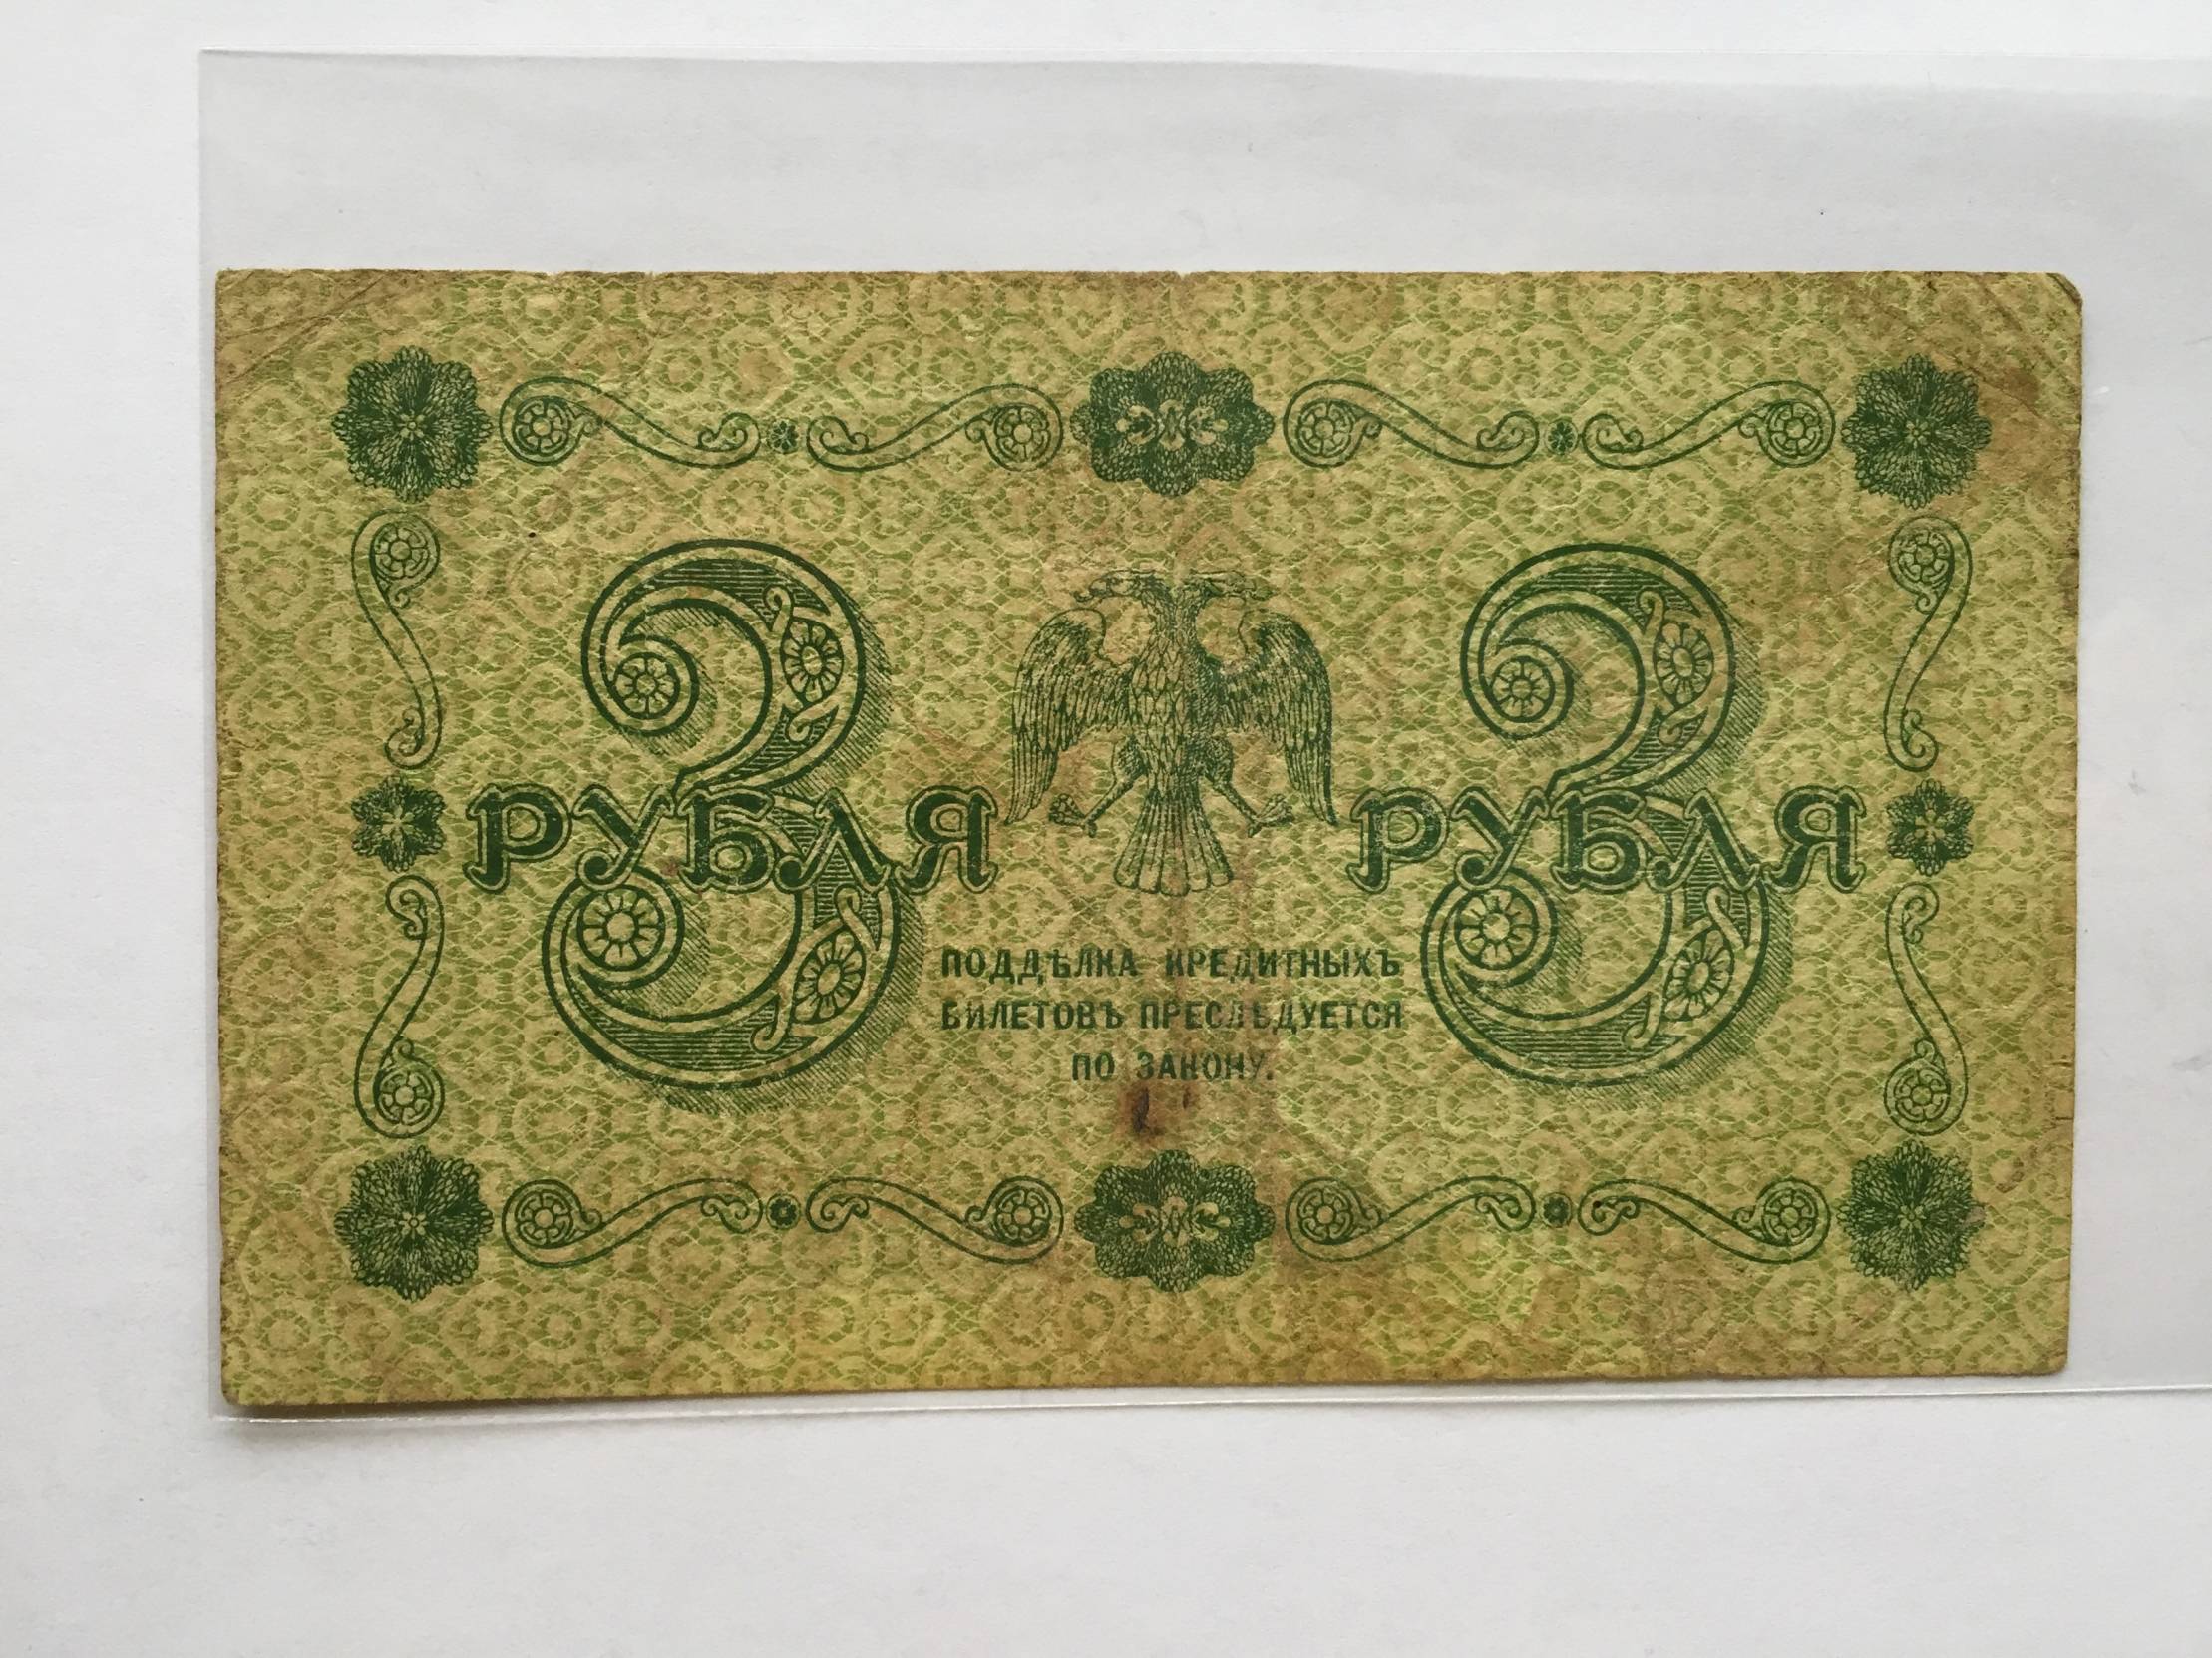 3 РУБЛЯ
3 РУБЛЯ
ПОДДѢЛКА КРЕДИТНЫХЪ
БИЛЕТОВЪ ПРЕСЛѢДУЕТСЯ
ПО ЗАКОНУ.